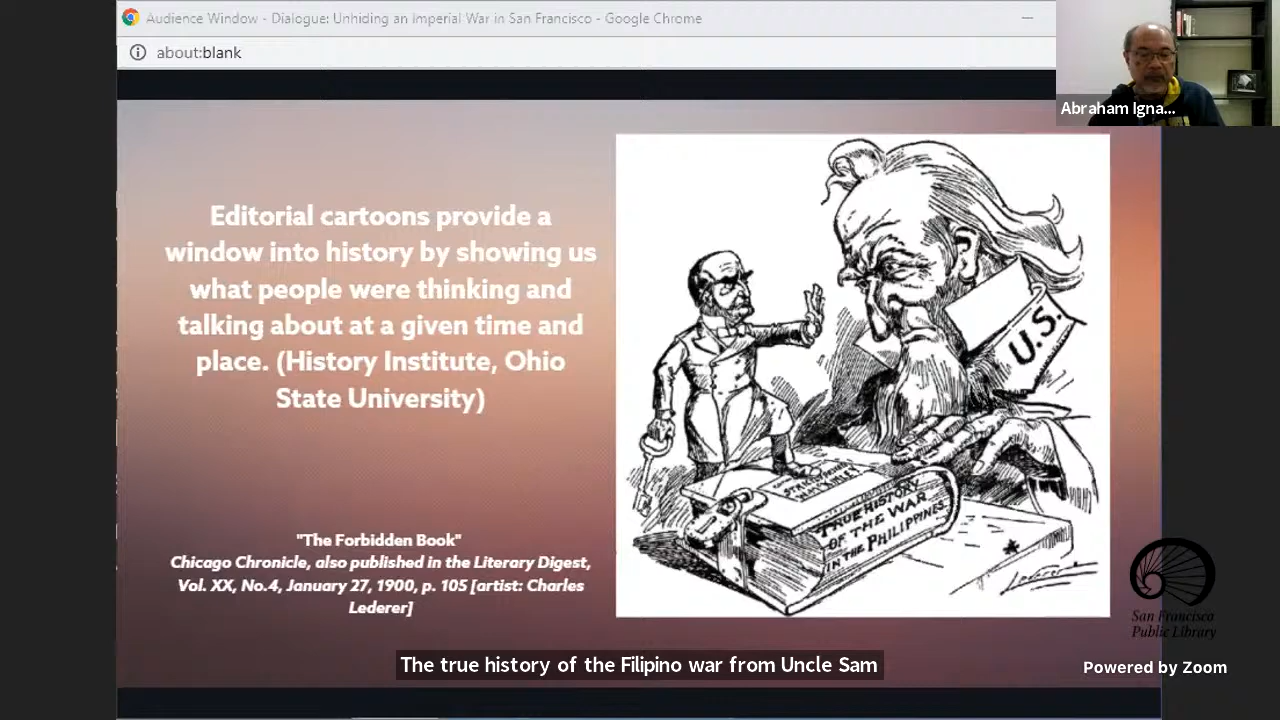 Audience Window - Dialogue: Unhiding an Imperial War in San Francisco - Google Chrome
about:blank
Abraham Igna...
Editorial cartoons provide a
window into history by showing us
what people were thinking and
talking about at a given time and
place. (History Institute, Ohio
State University)
U.S.
TRUE HISTORY
OF THE WAR
IN THE PHILIPPINES
"The Forbidden Book"
Chicago Chronicle, also published in the Literary Digest,
Vol. XX, No.4, January 27, 1900, p. 105 [artist: Charles
Lederer]
Lederer
San Francisco
Public Library
The true history of the Filipino war from Uncle Sam
Powered by Zoom